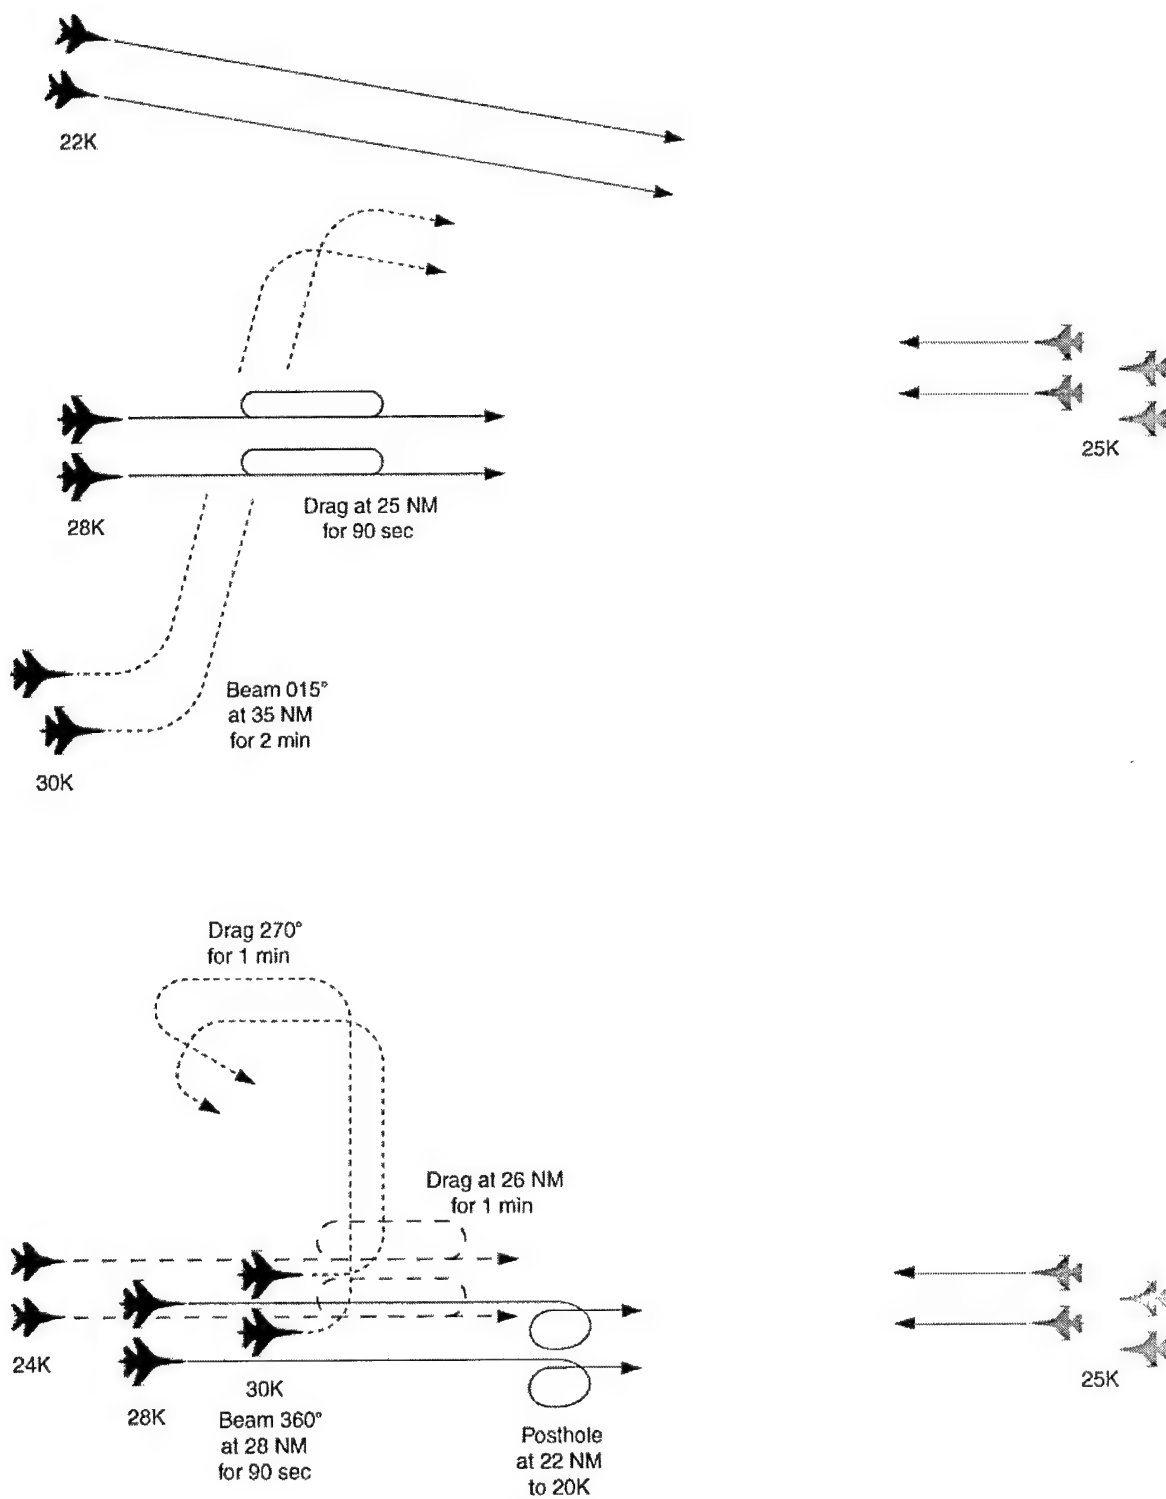 22K
25K
28K
Drag at 25 NM
for 90 sec
Beam 015°
at 35 NM
for 2 min
30K
Drag 270°
for 1 min
Drag at 26 NM
for 1 min
24K
30K
28K
Beam 360°
at 28 NM
for 90 sec
25K
Posthole
at 22 NM
to 20K